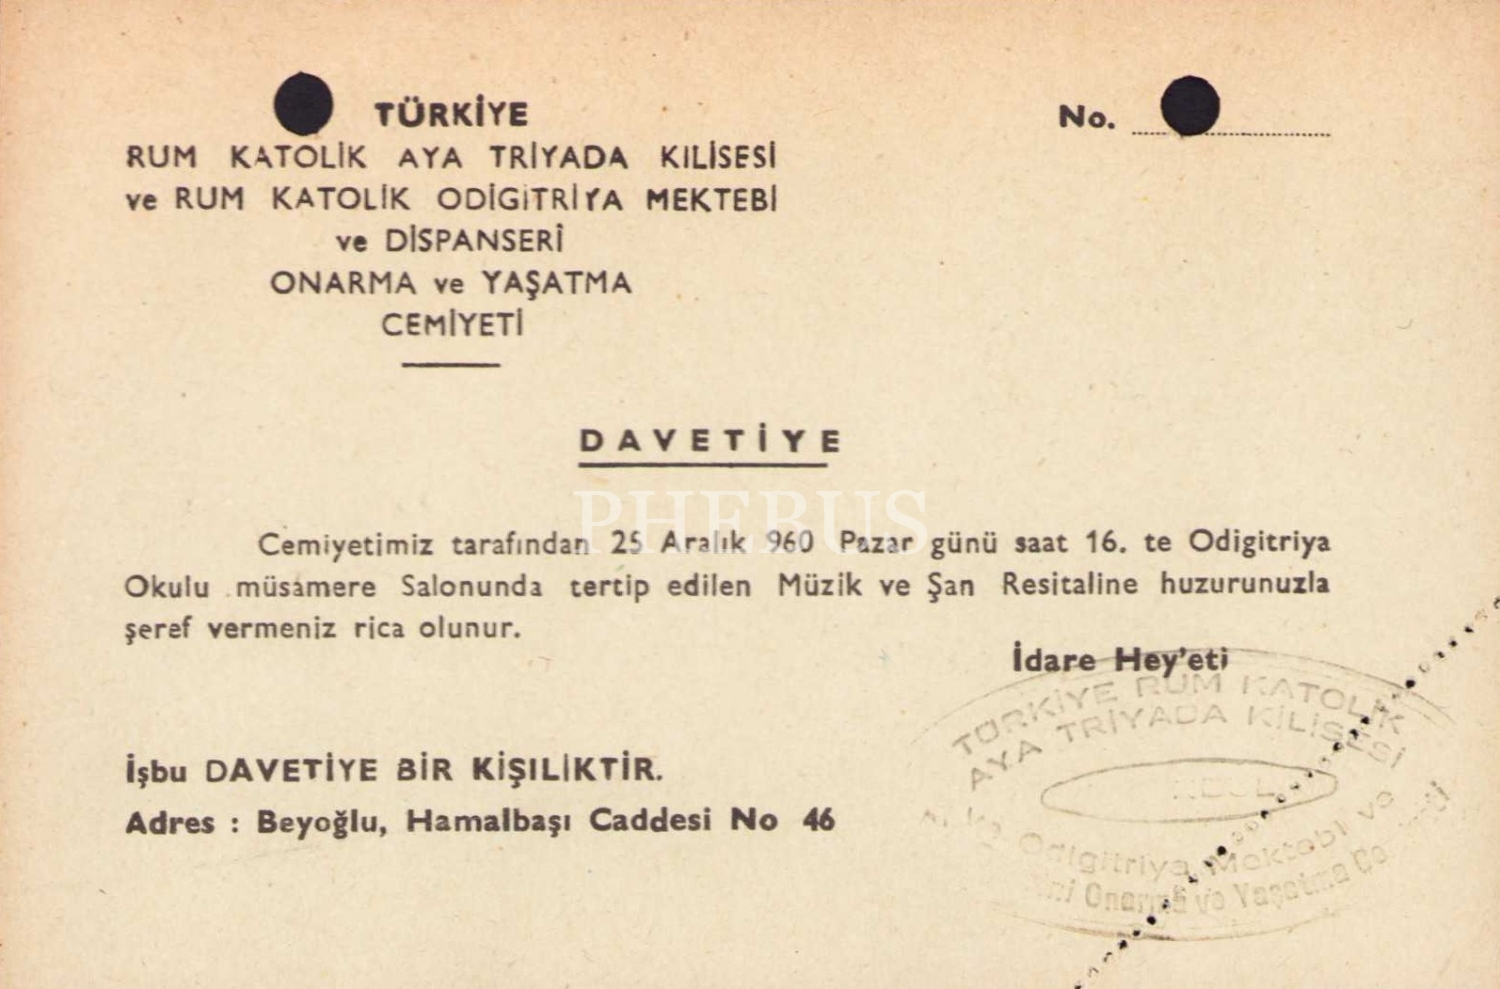 TÜRKİYE
RUM KATOLİK AYA TRİYADA KILİSESİ
ve RUM KATOLİK ODİGİTRİYA MEKTEBİ
ve DİSPANSERİ
ONARMA ve YAŞATMA
CEMİYETİ
No.
DAVETİYE
PHEBUS
Cemiyetimiz tarafından 25 Aralık 960 Pazar günü saat 16. te Odigitriya
Okulu müsamere Salonunda tertip edilen Müzik ve Şan Resitaline huzurunuzla
şeref vermeniz rica olunur.
İdare Hey'eti
İşbu DAVETİYE BİR KİŞILİKTİR.
Adres : Beyoğlu, Hamalbaşı Caddesi No 46
TÜRKİYE RUM KATOLİK
AYA TRİYADA KİLİSESİ
Odigitriya Mektebi ve
Onarma ve Yaşatma